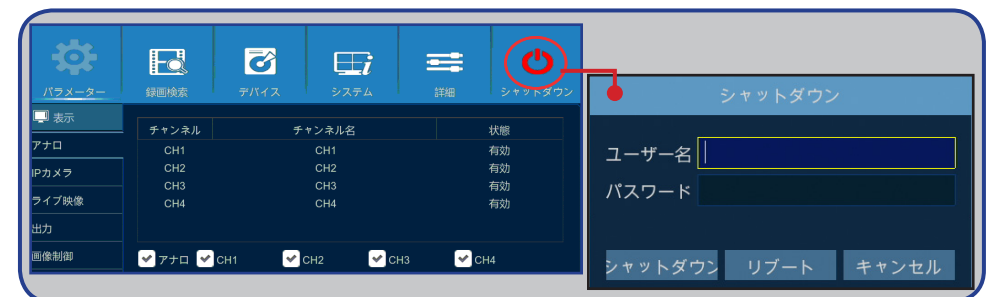 パラメーター 録画検索 デバイス システム 詳細 シャットダウン
表示
アナロ
IPカメラ
ライブ映像
出力
画像制御
チャンネル チャンネル名 状態
CH1 CH1 有効
CH2 CH2 有効
CH3 CH3 有効
CH4 CH4 有効
アナロ CH1 CH2 CH3 CH4
シャットダウン
ユーザー名
パスワード
シャットダウン リブート キャンセル